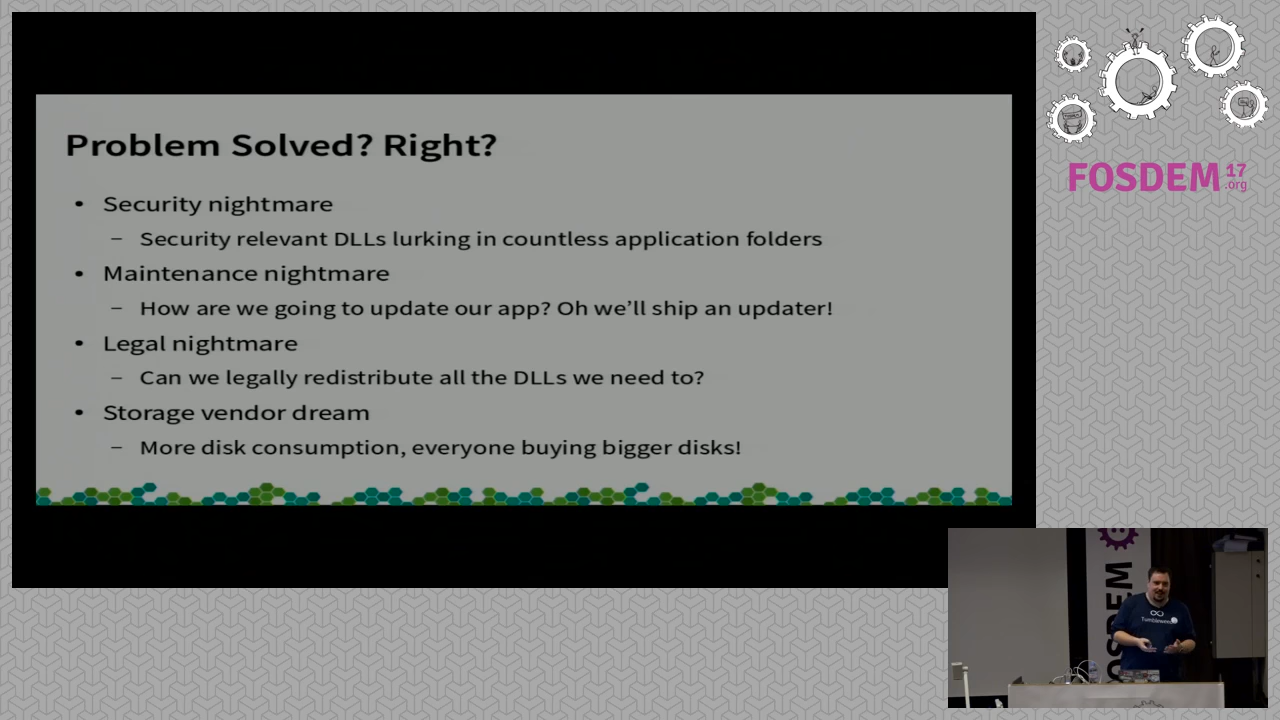 Problem Solved? Right?
• Security nightmare
– Security relevant DLLs lurking in countless application folders
• Maintenance nightmare
– How are we going to update our app? Oh we’ll ship an updater!
• Legal nightmare
– Can we legally redistribute all the DLLs we need to?
• Storage vendor dream
– More disk consumption, everyone buying bigger disks!
FOSDEM 17 .org
OSDEM
Tumbleweed